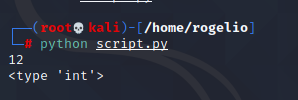 ┌──(root💀kali)-[/home/rogelio]
└─# python script.py
12
<type 'int'>